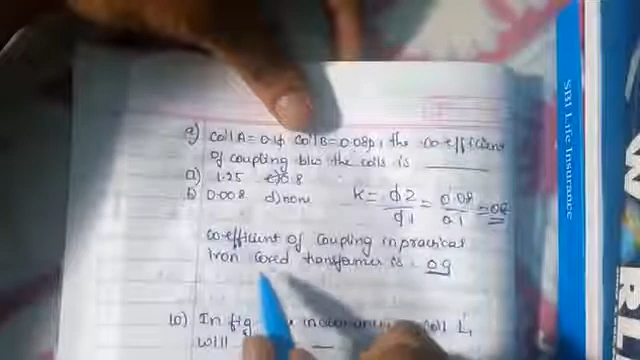 9) Coil A = 0.1φ Coil B = 0.08φ, the co-efficient
of coupling b/w the coils is ____
a) 1.25 c) 0.8
b) 0.008 d) none
K = φ2/φ1 = 0.08/0.1 = 0.8
co-efficient of coupling in practical
iron cored transformer is 0.9
10) In fig
will
SBI Life Insurance